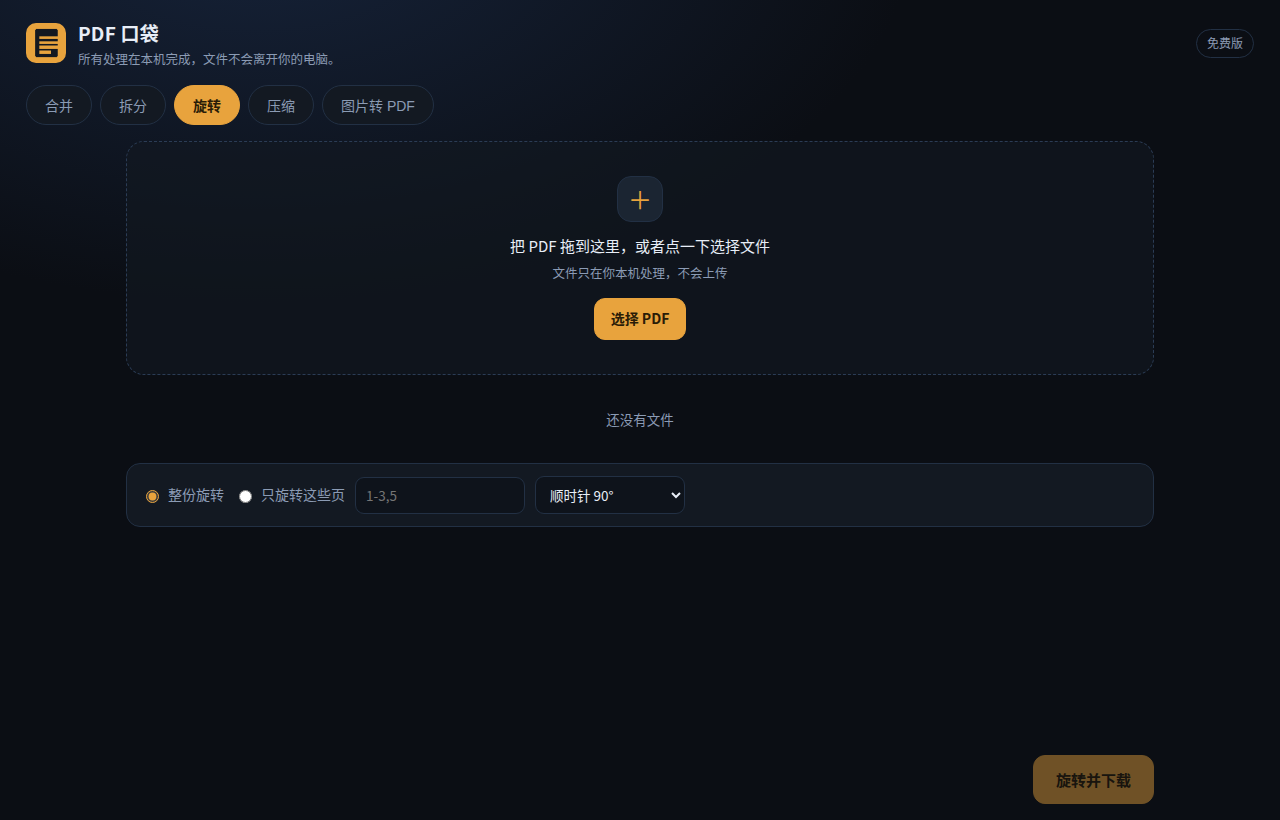 PDF 口袋
所有处理在本机完成，文件不会离开你的电脑。
免费版
合并 拆分 旋转 压缩 图片转 PDF
把 PDF 拖到这里，或者点一下选择文件
文件只在你本机处理，不会上传
选择 PDF
还没有文件
整份旋转 只旋转这些页 1-3,5 顺时针 90°
旋转并下载